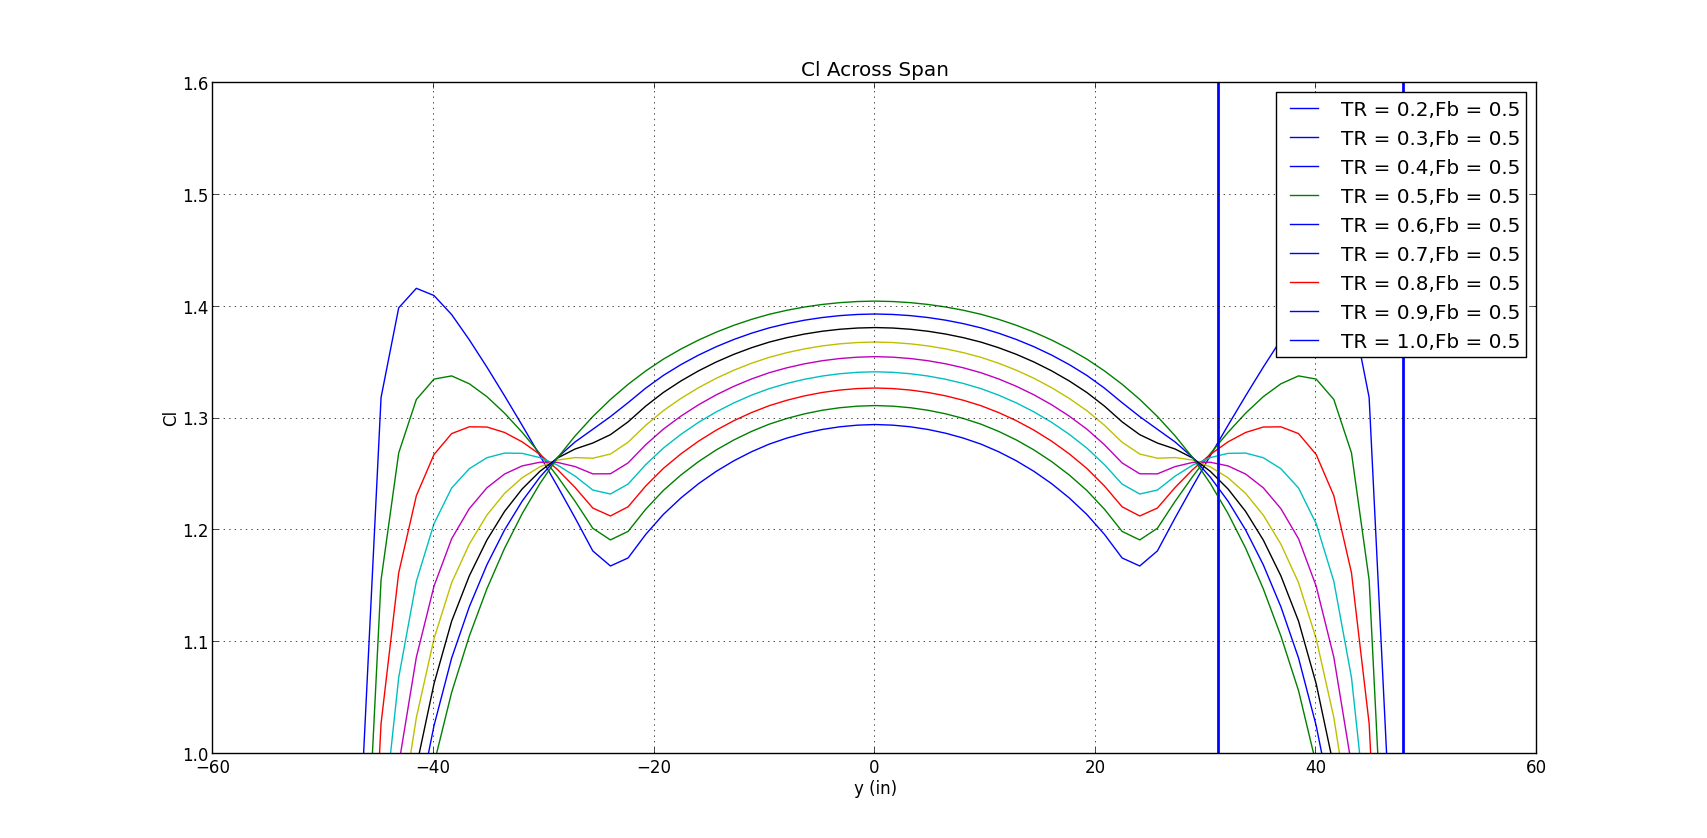 Cl Across Span
1.6
1.5
1.4
1.3
1.2
1.1
1.0
Cl
TR = 0.2,Fb = 0.5
TR = 0.3,Fb = 0.5
TR = 0.4,Fb = 0.5
TR = 0.5,Fb = 0.5
TR = 0.6,Fb = 0.5
TR = 0.7,Fb = 0.5
TR = 0.8,Fb = 0.5
TR = 0.9,Fb = 0.5
TR = 1.0,Fb = 0.5
−60 −40 −20 0 20 40 60
y (in)